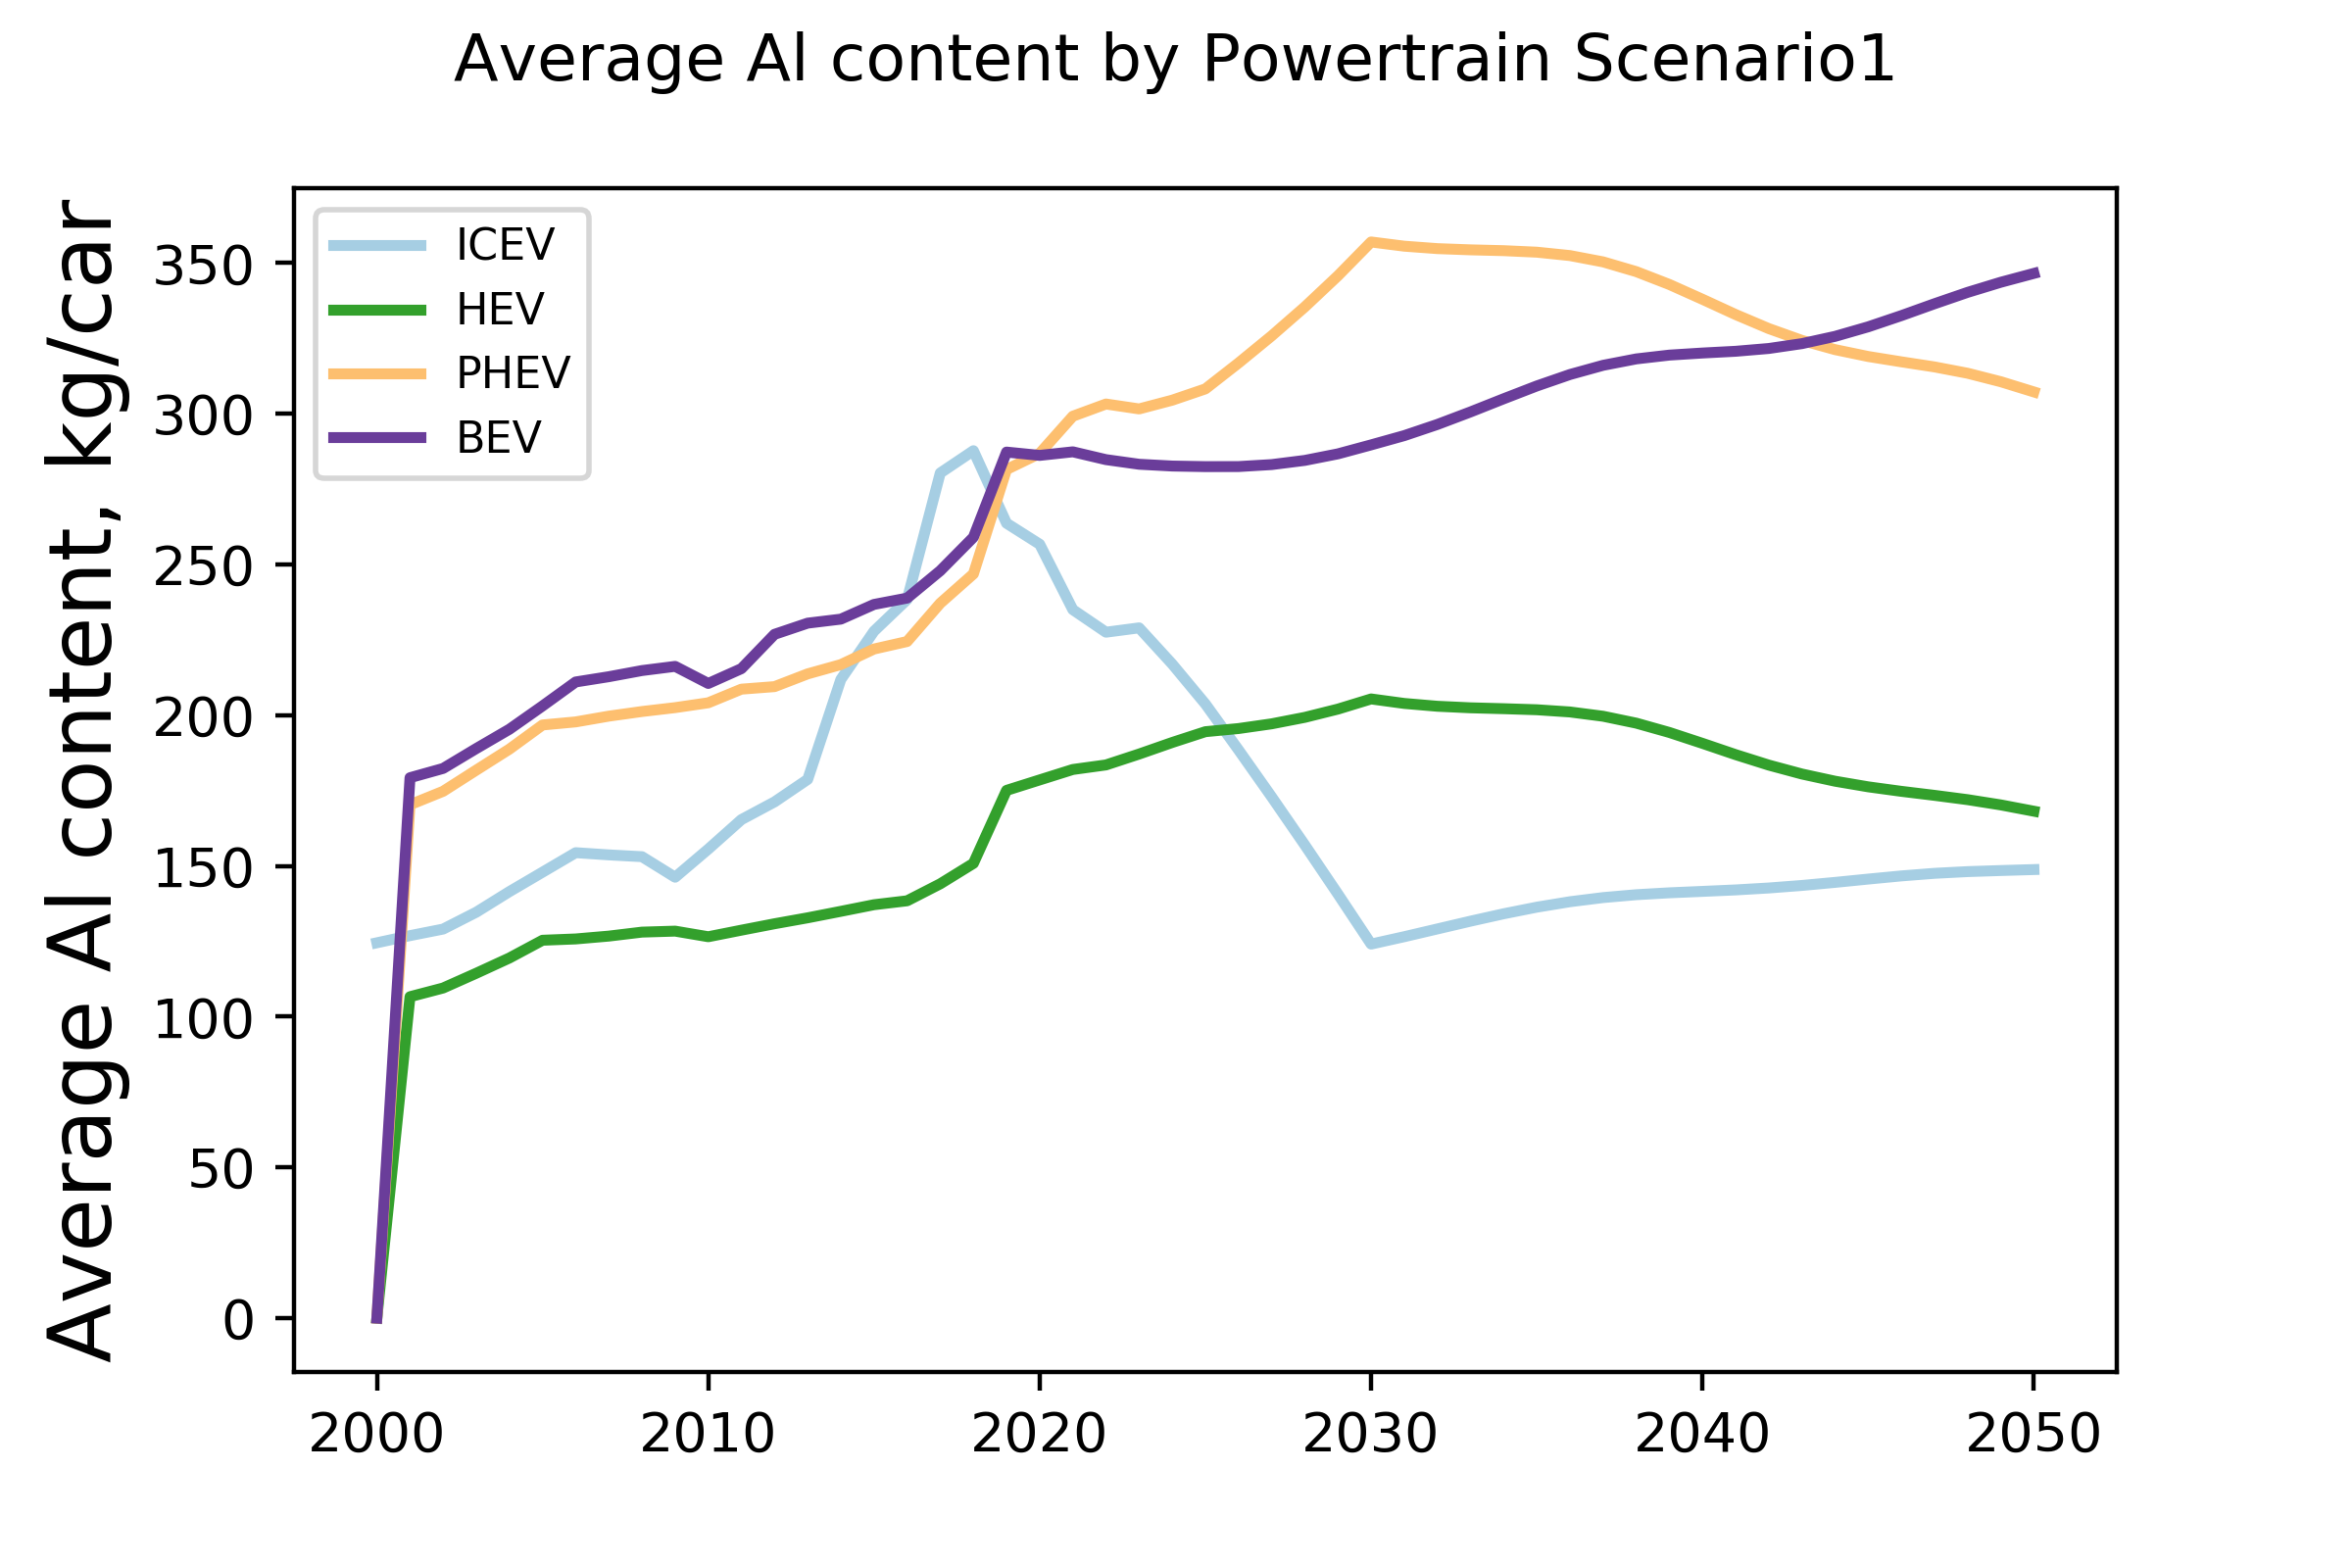 Average Al content by Powertrain Scenario1
Average Al content, kg/car
350
300
250
200
150
100
50
0
ICEV
HEV
PHEV
BEV
2000 2010 2020 2030 2040 2050